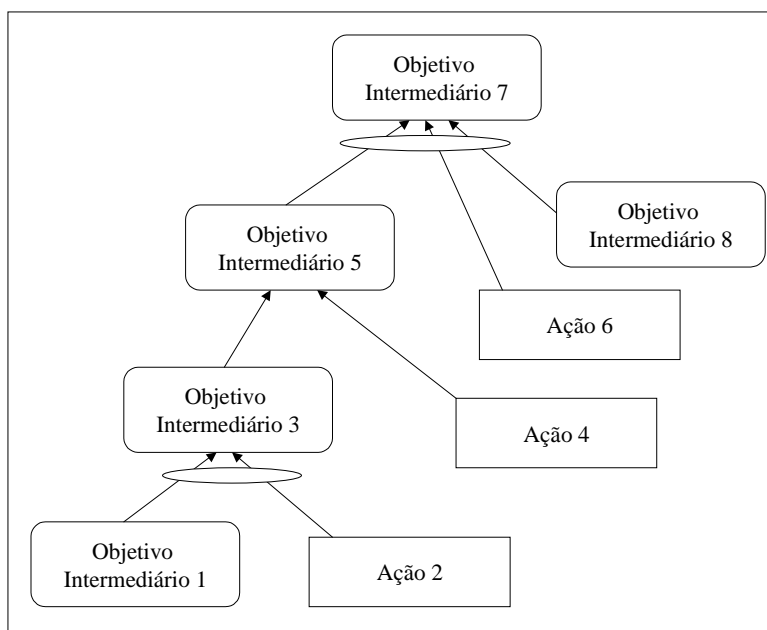 Objetivo
Intermediário 7
Objetivo
Intermediário 8
Objetivo
Intermediário 5
Ação 6
Objetivo
Intermediário 3
Ação 4
Objetivo
Intermediário 1
Ação 2